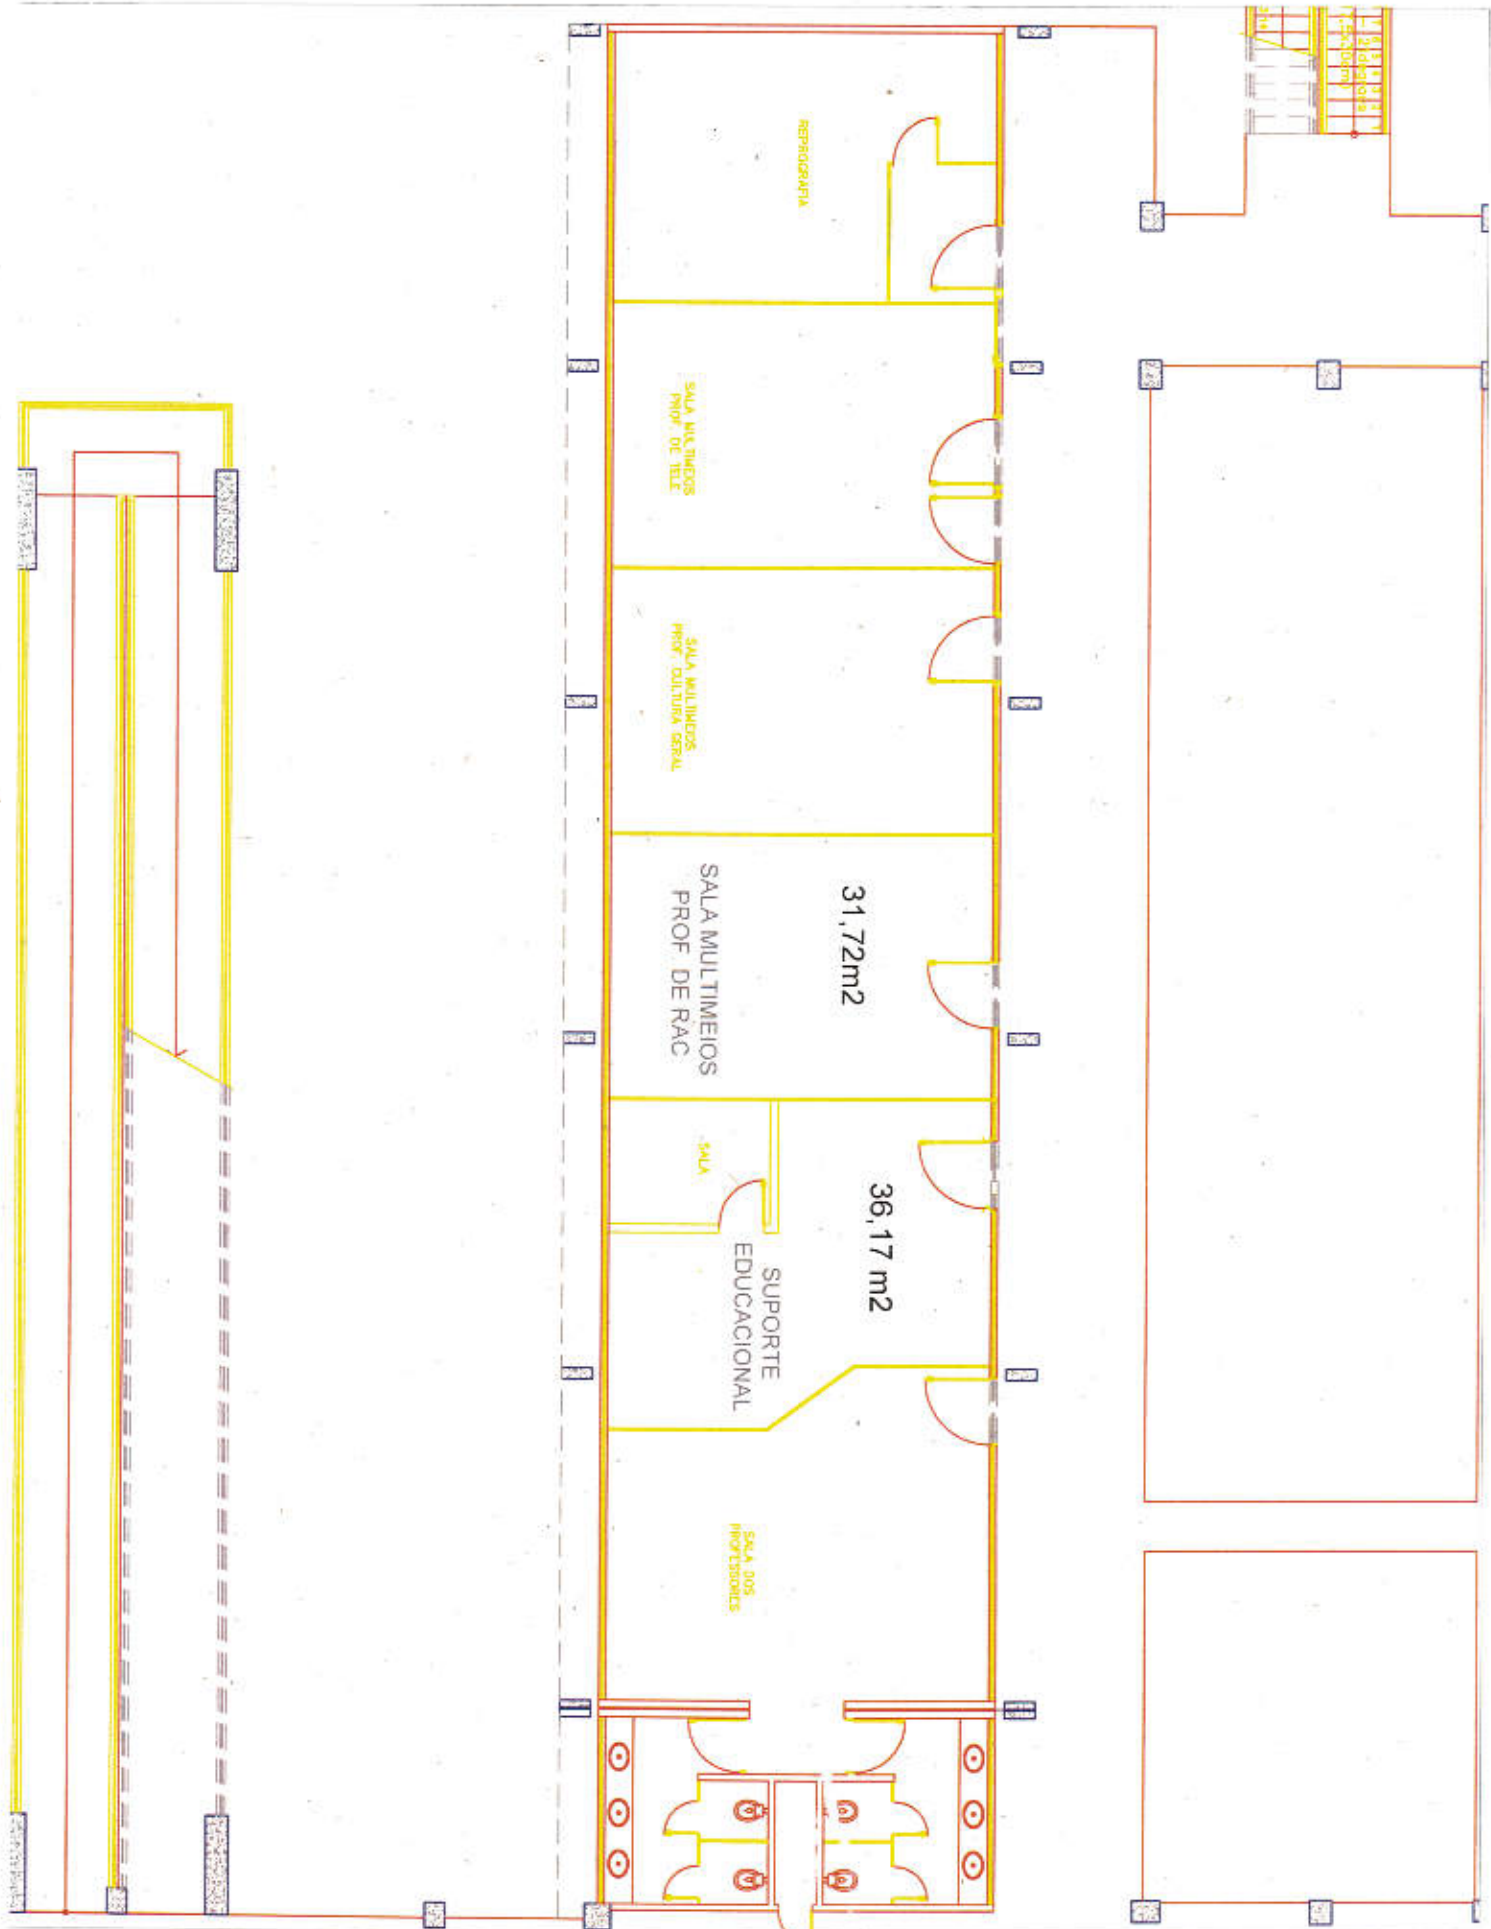 REPROGRAFIA
SALA MULTIMEIOS
PROF. DE TELE
SALA MULTIMEIOS
PROF. CULTURA GERAL
31,72m2
SALA MULTIMEIOS
PROF. DE RAC
SALA
36,17 m2
SUPORTE
EDUCACIONAL
SALA DOS
PROFESSORES